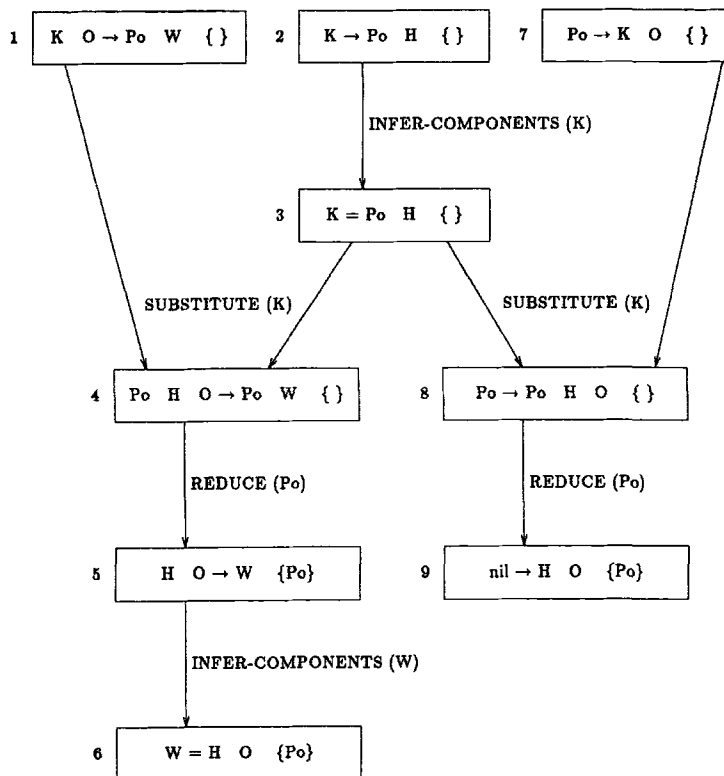 1 K O → Po W { }
2 K → Po H { }
7 Po → K O { }
INFER-COMPONENTS (K)
3 K = Po H { }
SUBSTITUTE (K)
SUBSTITUTE (K)
4 Po H O → Po W { }
8 Po → Po H O { }
REDUCE (Po)
REDUCE (Po)
5 H O → W {Po}
9 nil → H O {Po}
INFER-COMPONENTS (W)
6 W = H O {Po}